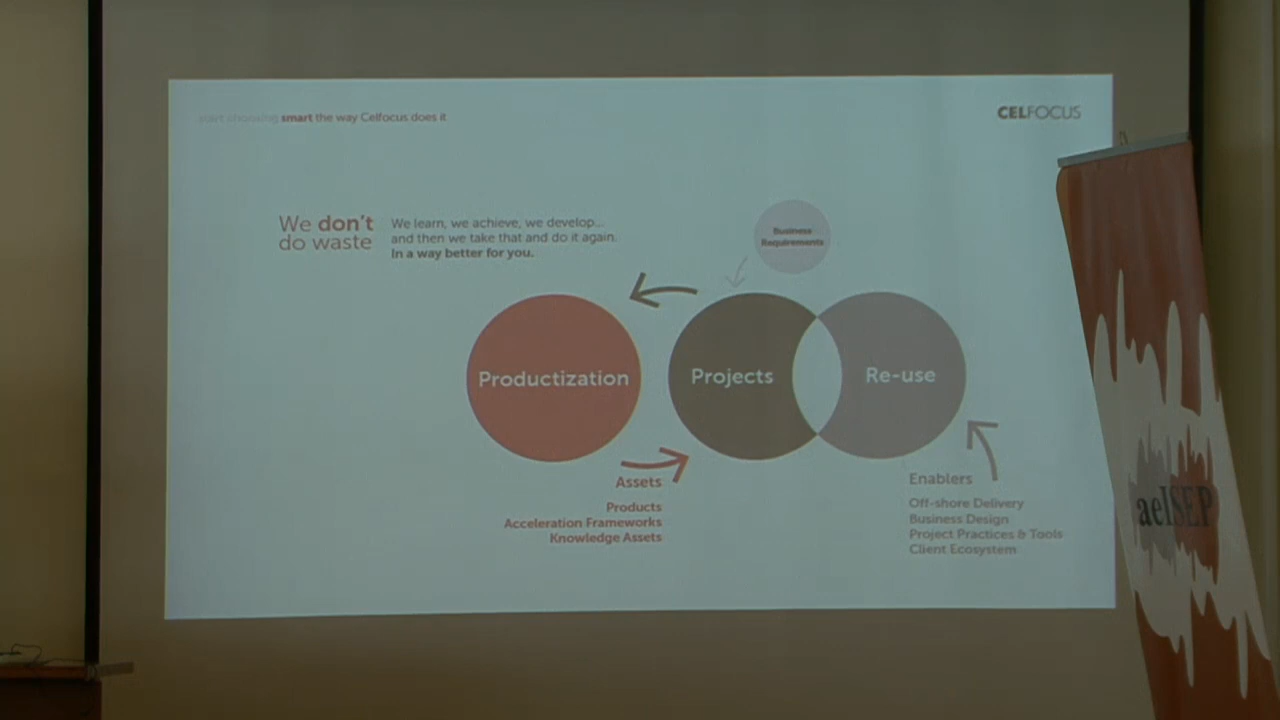 start choosing smart the way Celfocus does it
CELFOCUS
We don't
do waste
We learn, we achieve, we develop...
and then we take that and do it again.
In a way better for you.
Business
Requirements
Productization
Projects
Re-use
Assets
Products
Acceleration Frameworks
Knowledge Assets
Enablers
Off-shore Delivery
Business Design
Project Practices & Tools
Client Ecosystem
aeISEP